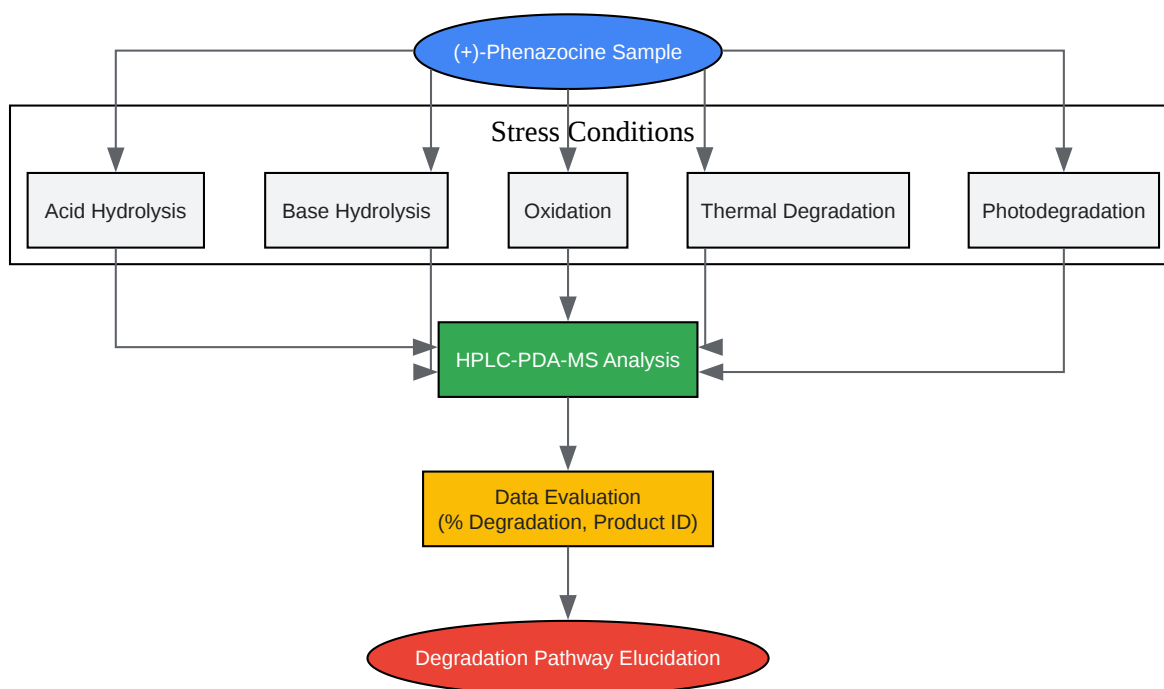 (+)-Phenazocine Sample
Stress Conditions
Acid Hydrolysis
Base Hydrolysis
Oxidation
Thermal Degradation
Photodegradation
HPLC-PDA-MS Analysis
Data Evaluation
(% Degradation, Product ID)
Degradation Pathway Elucidation